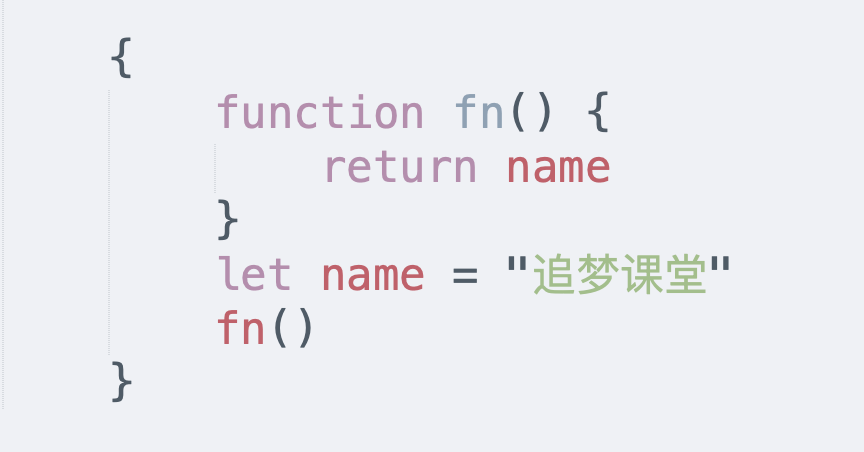 {
function fn() {
return name
}
let name = "追梦课堂"
fn()
}